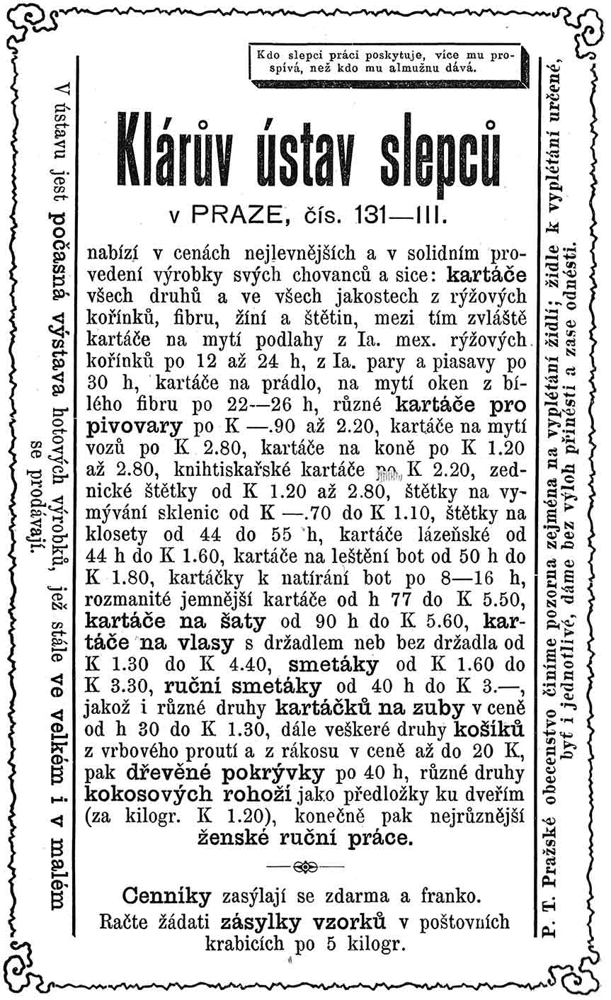 Kdo slepci práci poskytuje, více mu pro-
spívá, než kdo mu almužnu dává.
Klárův ústav slepců
v PRAZE, čís. 131—III.
nabízí v cenách nejlevnějších a v solidním pro-
vedení výrobky svých chovanců a sice: kartáče
všech druhů a ve všech jakostech z rýžových
kořínků, fibru, žíní a štětin, mezi tím zvláště
kartáče na mytí podlahy z Ia. mex. rýžových
kořínků po 12 až 24 h, z Ia. pary a piasavy po
30 h, kartáče na prádlo, na mytí oken z bí-
lého fibru po 22—26 h, různé kartáče pro
pivovary po K —.90 až 2.20, kartáče na mytí
vozů po K 2.80, kartáče na koně po K 1.20
až 2.80, knihtiskařské kartáče po K 2.20, zed-
nické štětky od K 1.20 až 2.80, štětky na vy-
mývání sklenic od K —.70 do K 1.10, štětky na
klosety od 44 do 55 h, kartáče lázeňské od
44 h do K 1.60, kartáče na leštění bot od 50 h do
K 1.80, kartáčky k natírání bot po 8—16 h,
rozmanité jemnější kartáče od h 77 do K 5.50,
kartáče na šaty od 90 h do K 5.60, kar-
táče na vlasy s držadlem neb bez držadla od
K 1.30 do K 4.40, smetáky od K 1.60 do
K 3.30, ruční smetáky od 40 h do K 3.—,
jakož i různé druhy kartáčků na zuby v ceně
od h 30 do K 1.30, dále veškeré druhy košíků
z vrbového proutí a z rákosu v ceně až do 20 K,
pak dřevěné pokrývky po 40 h, různé druhy
kokosových rohoží jako předložky ku dveřím
(za kilogr. K 1.20), konečně pak nejrůznější
ženské ruční práce.
Cenníky zasýlají se zdarma a franko.
Račte žádati zásylky vzorků v poštovních
krabicích po 5 kilogr.
V ústavu jest počasná výstava hotových výrobků, jež stále ve velkém i v malém
se prodávají.
P. T. Pražské obecenstvo činíme pozorna zejména na vyplétání židlí; židle k vyplétání určené,
byť i jednotlivé, dáme bez výloh přinésti a zase odnésti.